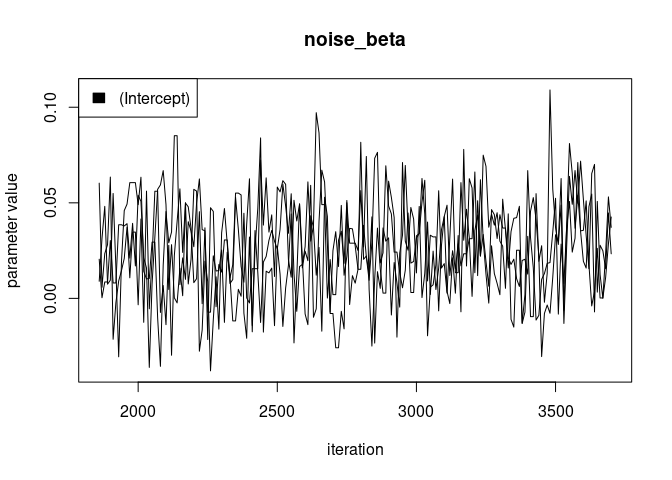 noise_beta
(Intercept)
0.10
0.05
0.00
parameter value
2000 2500 3000 3500
iteration